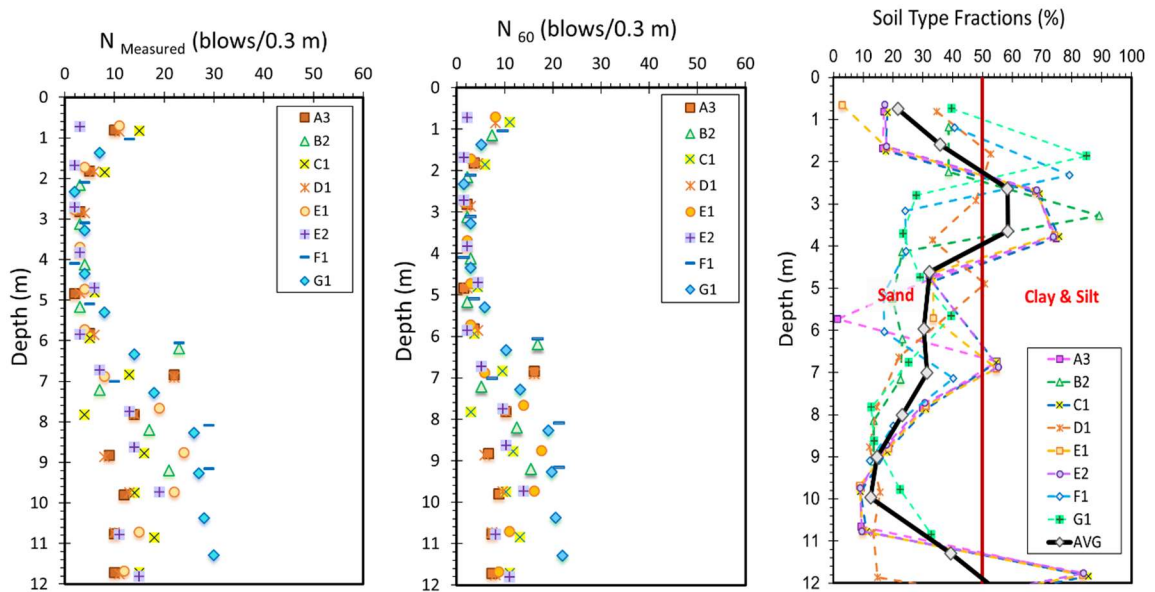 N Measured (blows/0.3 m)
0 10 20 30 40 50 60
0
1
2
3
4
5
6
7
8
9
10
11
12
Depth (m)
A3
B2
C1
D1
E1
E2
F1
G1
N 60 (blows/0.3 m)
0 10 20 30 40 50 60
0
1
2
3
4
5
6
7
8
9
10
11
12
Depth (m)
A3
B2
C1
D1
E1
E2
F1
G1
Soil Type Fractions (%)
0 10 20 30 40 50 60 70 80 90 100
0
1
2
3
4
5
6
7
8
9
10
11
12
Depth (m)
Sand
Clay & Silt
A3
B2
C1
D1
E1
E2
F1
G1
AVG